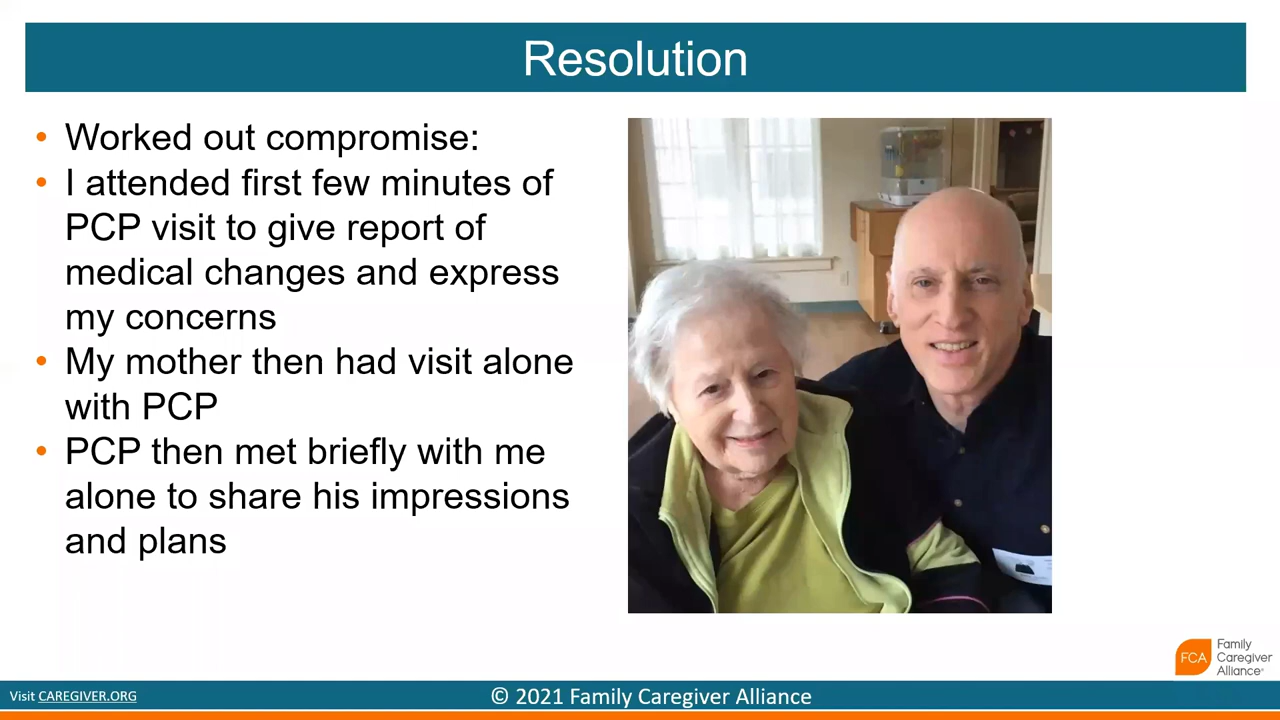 Resolution
• Worked out compromise:
• I attended first few minutes of
PCP visit to give report of
medical changes and express
my concerns
• My mother then had visit alone
with PCP
• PCP then met briefly with me
alone to share his impressions
and plans
FCA
Family
Caregiver
Alliance®
Visit CAREGIVER.ORG
© 2021 Family Caregiver Alliance